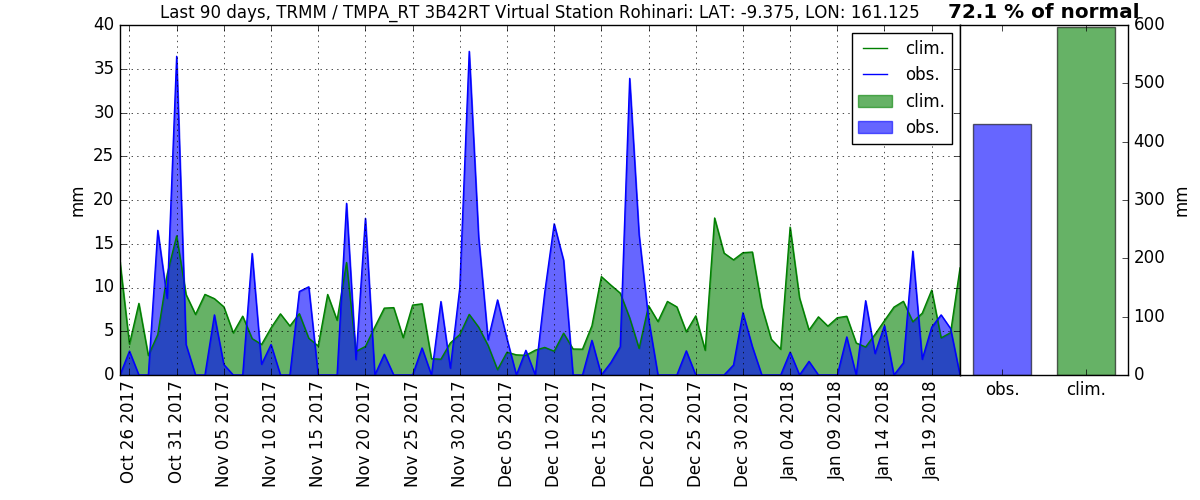 Last 90 days, TRMM / TMPA_RT 3B42RT Virtual Station Rohinari: LAT: -9.375, LON: 161.125
72.1 % of normal
40
35
30
25
20
15
10
5
0
mm
clim.
obs.
clim.
obs.
600
500
400
300
200
100
0
mm
Oct 26 2017
Oct 31 2017
Nov 05 2017
Nov 10 2017
Nov 15 2017
Nov 20 2017
Nov 25 2017
Nov 30 2017
Dec 05 2017
Dec 10 2017
Dec 15 2017
Dec 20 2017
Dec 25 2017
Dec 30 2017
Jan 04 2018
Jan 09 2018
Jan 14 2018
Jan 19 2018
obs.
clim.